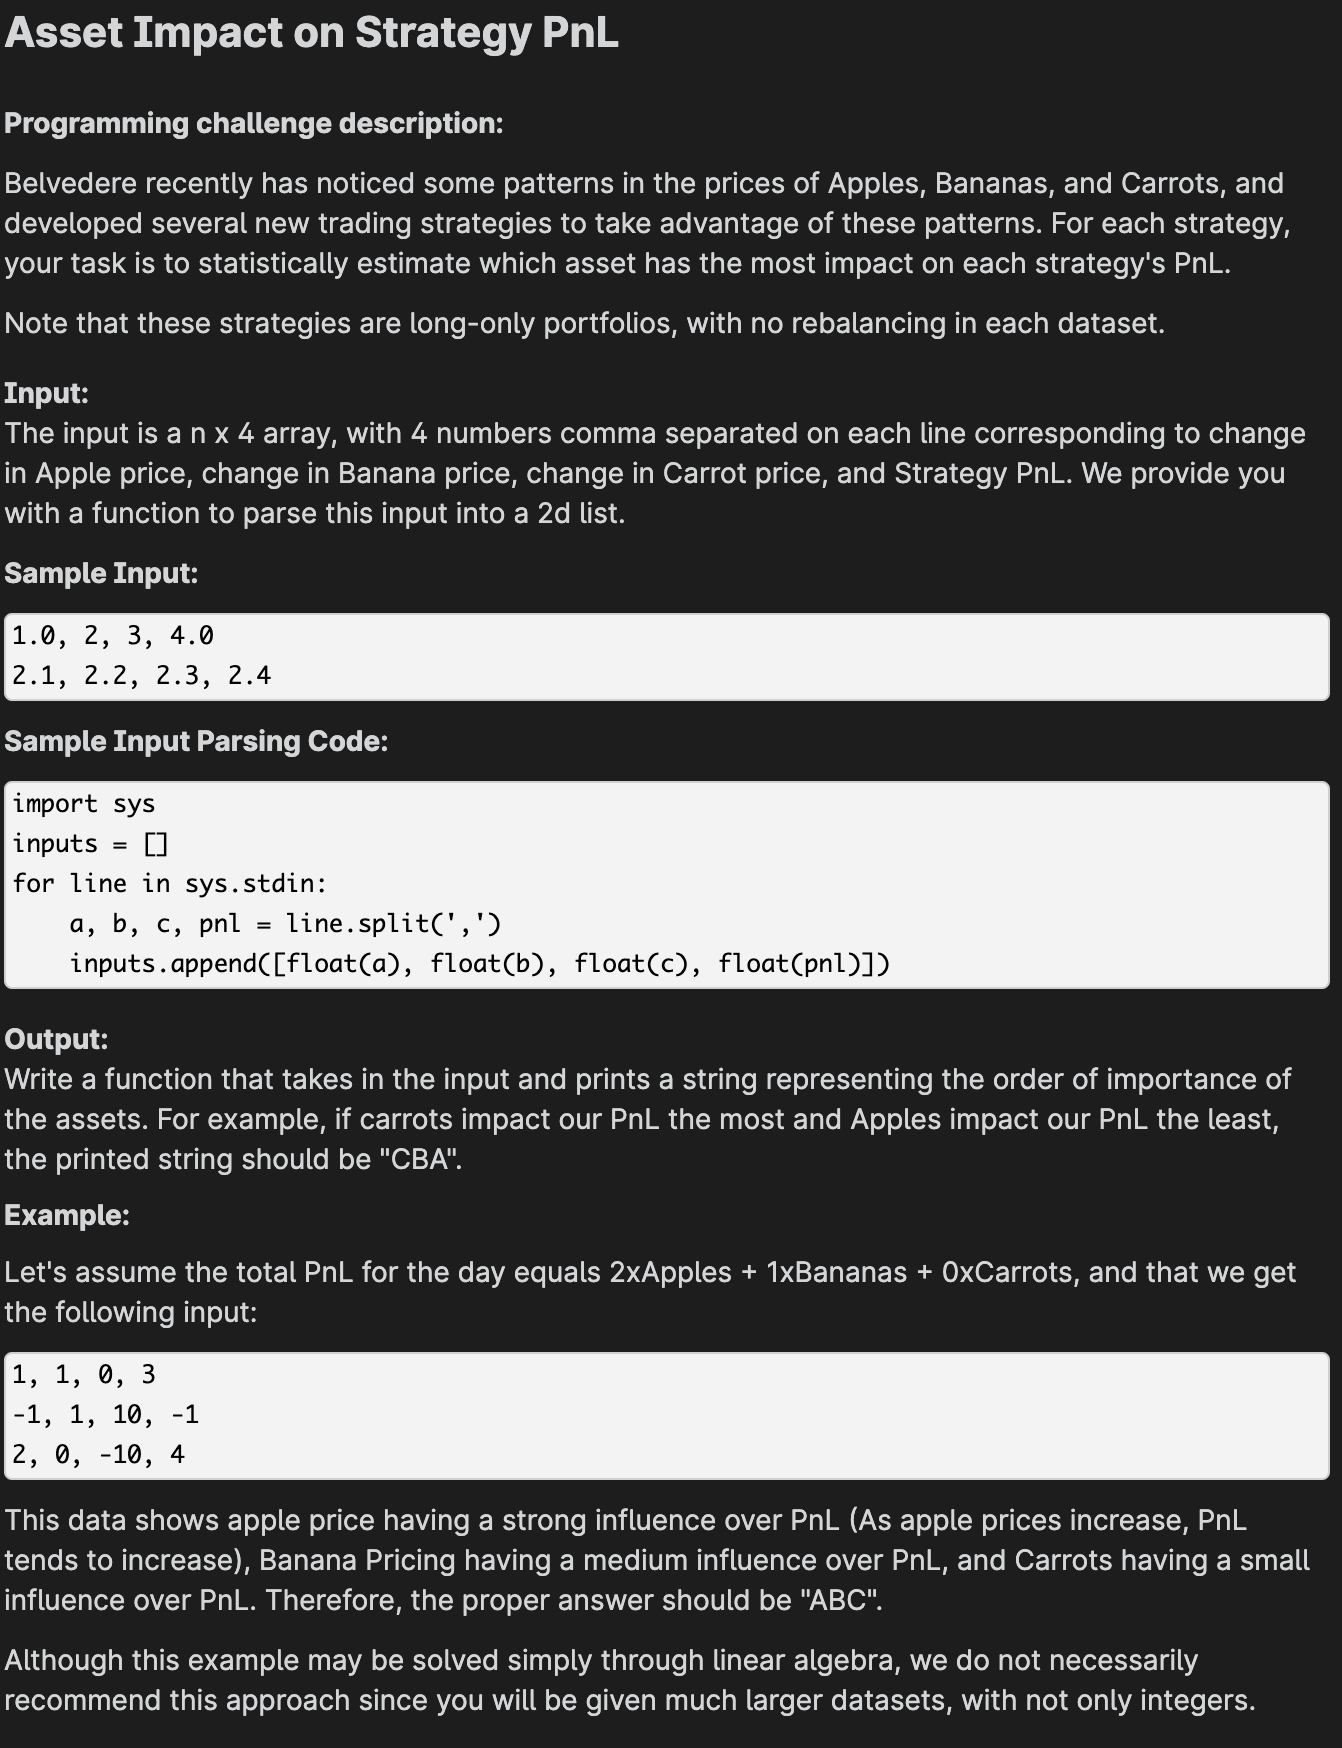 Asset Impact on Strategy PnL
Programming challenge description:
Belvedere recently has noticed some patterns in the prices of Apples, Bananas, and Carrots, and
developed several new trading strategies to take advantage of these patterns. For each strategy,
your task is to statistically estimate which asset has the most impact on each strategy's PnL.
Note that these strategies are long-only portfolios, with no rebalancing in each dataset.
Input:
The input is a n x 4 array, with 4 numbers comma separated on each line corresponding to change
in Apple price, change in Banana price, change in Carrot price, and Strategy PnL. We provide you
with a function to parse this input into a 2d list.
Sample Input:
1.0, 2, 3, 4.0
2.1, 2.2, 2.3, 2.4
Sample Input Parsing Code:
import sys
inputs = []
for line in sys.stdin:
    a, b, c, pnl = line.split(',')
    inputs.append([float(a), float(b), float(c), float(pnl)])
Output:
Write a function that takes in the input and prints a string representing the order of importance of
the assets. For example, if carrots impact our PnL the most and Apples impact our PnL the least,
the printed string should be "CBA".
Example:
Let's assume the total PnL for the day equals 2xApples + 1xBananas + 0xCarrots, and that we get
the following input:
1, 1, 0, 3
-1, 1, 10, -1
2, 0, -10, 4
This data shows apple price having a strong influence over PnL (As apple prices increase, PnL
tends to increase), Banana Pricing having a medium influence over PnL, and Carrots having a small
influence over PnL. Therefore, the proper answer should be "ABC".
Although this example may be solved simply through linear algebra, we do not necessarily
recommend this approach since you will be given much larger datasets, with not only integers.